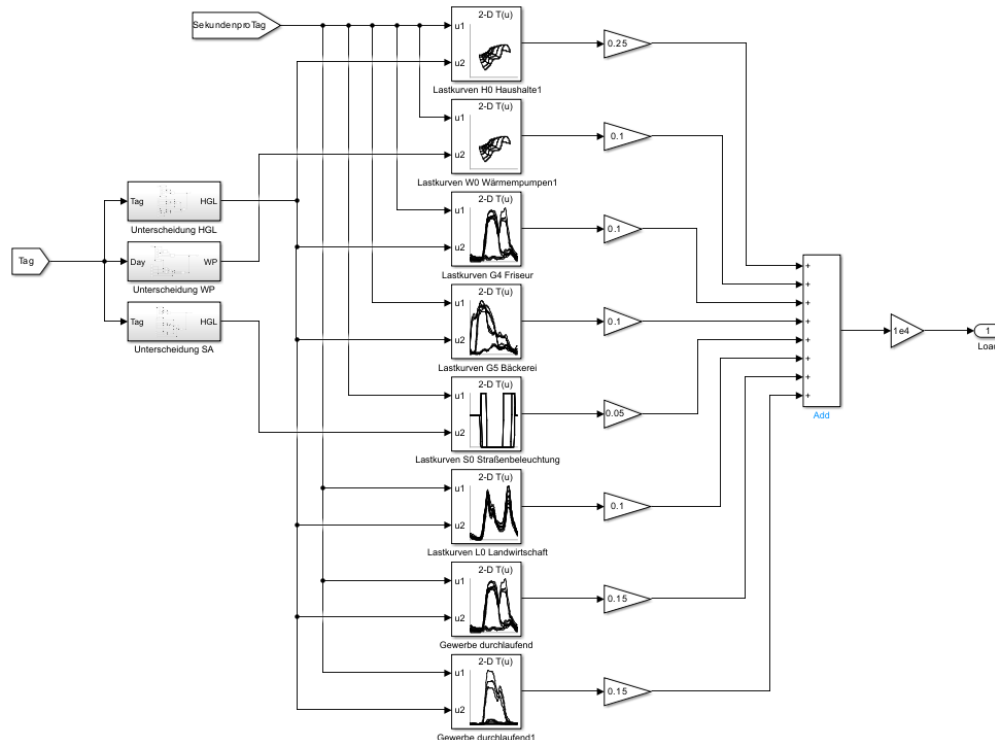 SekundenproTag
2-D T(u)
u1
u2
Lastkurven H0 Haushalte1
0.25
2-D T(u)
u1
u2
Lastkurven W0 Wärmempumpen1
0.1
Tag
Tag
HGL
Unterscheidung HGL
Day
WP
Unterscheidung WP
Tag
HGL
Unterscheidung SA
2-D T(u)
u1
u2
Lastkurven G4 Friseur
0.1
2-D T(u)
u1
u2
Lastkurven G5 Bäckerei
0.1
2-D T(u)
u1
u2
Lastkurven S0 Straßenbeleuchtung
0.05
2-D T(u)
u1
u2
Lastkurven L0 Landwirtschaft
0.1
2-D T(u)
u1
u2
Gewerbe durchlaufend
0.15
2-D T(u)
u1
u2
Gewerbe durchlaufend1
0.15
+
+
+
+
+
+
+
+
Add
1e4
1
Load